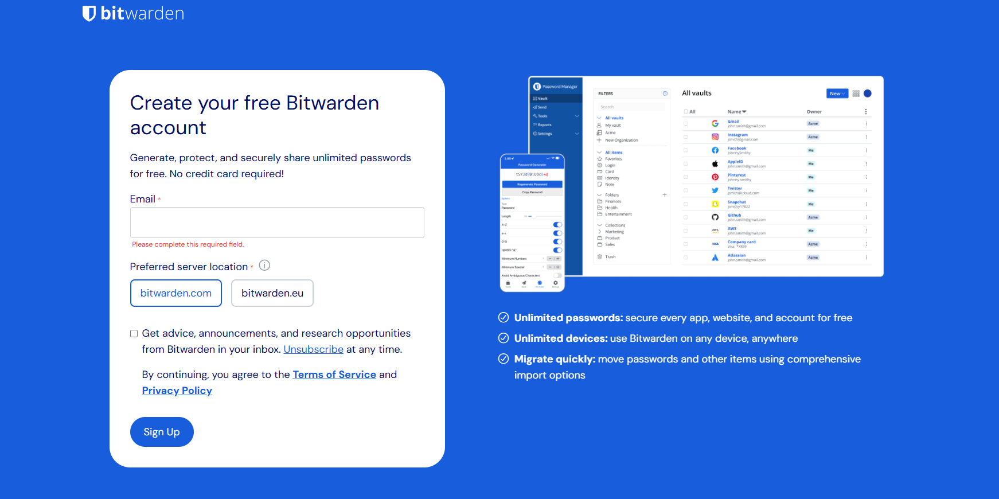 bitwarden
Create your free Bitwarden
account
Generate, protect, and securely share unlimited passwords
for free. No credit card required!
Email *
Please complete this required field.
Preferred server location *
bitwarden.com
bitwarden.eu
Get advice, announcements, and research opportunities
from Bitwarden in your inbox. Unsubscribe at any time.
By continuing, you agree to the Terms of Service and
Privacy Policy
Sign Up
Password Manager
Vault
Send
Tools
Reports
Settings
FILTERS
Search
All vaults
My vault
Acme
New Organization
All items
Favorites
Login
Card
Identity
Note
Folders
Finances
Health
Entertainment
Collections
Marketing
Product
Sales
Trash
All vaults
New
All Name Owner
Gmail Acme
john.smith@gmail.com
Instagram Acme
jsmith@gmail.com
Facebook Me
JohnnySmithy
AppleID Me
john.smith@gmail.com
Pinterest Me
johnny.smithy
Twitter Me
jsmith@icloud.com
Snapchat Me
jsmithy17822
Github Acme
john.smith@gmail.com
aws AWS Me
john.smith@gmail.com
VISA Company card Acme
Visa, *7899
Atlassian Acme
john.smith@gmail.com
3:55
Password Generator
Regenerate Password
Copy Password
Options
Type
Password
Length
A-Z
a-z
0-9
!@#$%^&*
Minimum Numbers
Minimum Special
Avoid Ambiguous Characters
Unlimited passwords: secure every app, website, and account for free
Unlimited devices: use Bitwarden on any device, anywhere
Migrate quickly: move passwords and other items using comprehensive
import options